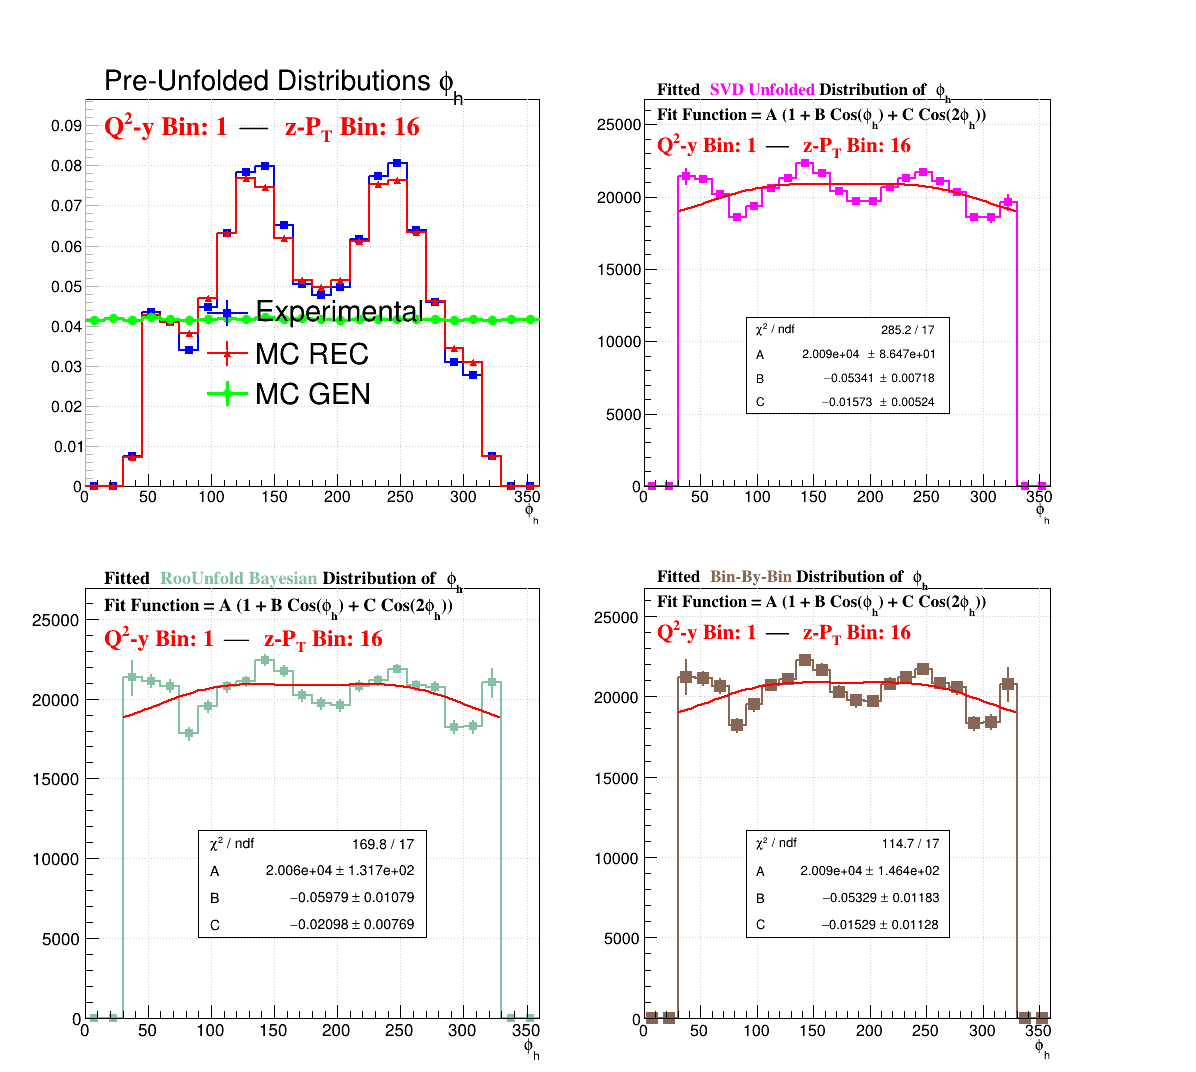 Pre-Unfolded Distributions ϕh
Q²-y Bin: 1 — z-PT Bin: 16
0.09
0.08
0.07
0.06
0.05
0.04
0.03
0.02
0.01
0
Experimental
MC REC
MC GEN
0 50 100 150 200 250 300 350
ϕh
Fitted SVD Unfolded Distribution of ϕh
Fit Function = A (1 + B Cos(ϕh) + C Cos(2ϕh))
Q²-y Bin: 1 — z-PT Bin: 16
25000
20000
15000
10000
5000
0
χ² / ndf 285.2 / 17
A 2.009e+04 ± 8.647e+01
B −0.05341 ± 0.00718
C −0.01573 ± 0.00524
0 50 100 150 200 250 300 350
ϕh
Fitted RooUnfold Bayesian Distribution of ϕh
Fit Function = A (1 + B Cos(ϕh) + C Cos(2ϕh))
Q²-y Bin: 1 — z-PT Bin: 16
25000
20000
15000
10000
5000
0
χ² / ndf 169.8 / 17
A 2.006e+04 ± 1.317e+02
B −0.05979 ± 0.01079
C −0.02098 ± 0.00769
0 50 100 150 200 250 300 350
ϕh
Fitted Bin-By-Bin Distribution of ϕh
Fit Function = A (1 + B Cos(ϕh) + C Cos(2ϕh))
Q²-y Bin: 1 — z-PT Bin: 16
25000
20000
15000
10000
5000
0
χ² / ndf 114.7 / 17
A 2.009e+04 ± 1.464e+02
B −0.05329 ± 0.01183
C −0.01529 ± 0.01128
0 50 100 150 200 250 300 350
ϕh